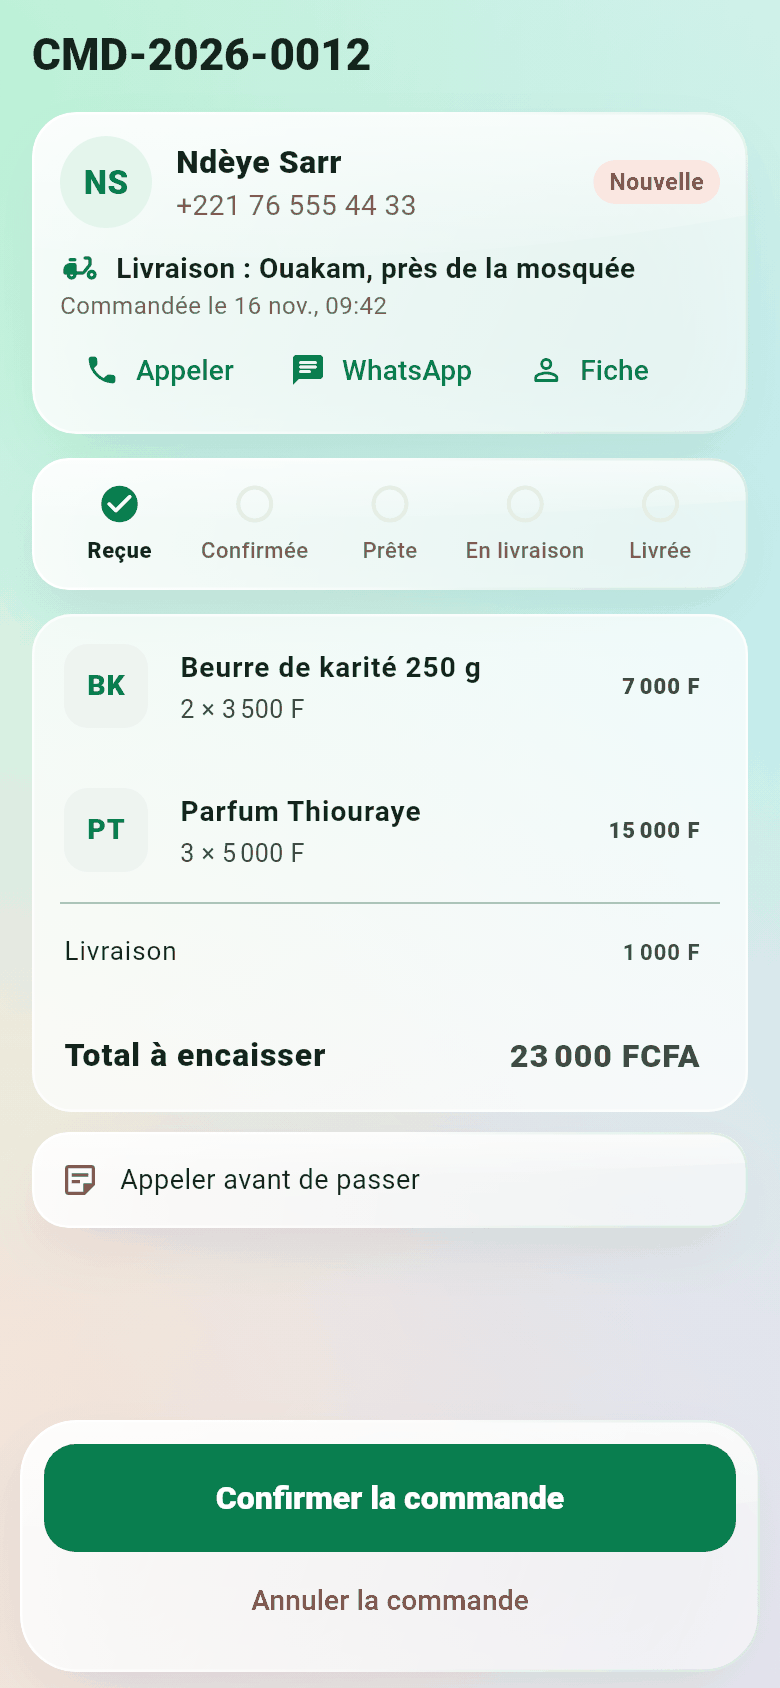 CMD-2026-0012
NS
Ndèye Sarr
+221 76 555 44 33
Nouvelle
Livraison : Ouakam, près de la mosquée
Commandée le 16 nov., 09:42
Appeler
WhatsApp
Fiche
Reçue
Confirmée
Prête
En livraison
Livrée
BK
Beurre de karité 250 g
2 × 3 500 F
7 000 F
PT
Parfum Thiouraye
3 × 5 000 F
15 000 F
Livraison
1 000 F
Total à encaisser
23 000 FCFA
Appeler avant de passer
Confirmer la commande
Annuler la commande